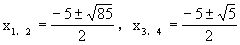 x₁, ₂ = (−5 ± √85)/2, x₃, ₄ = (−5 ± √5)/2